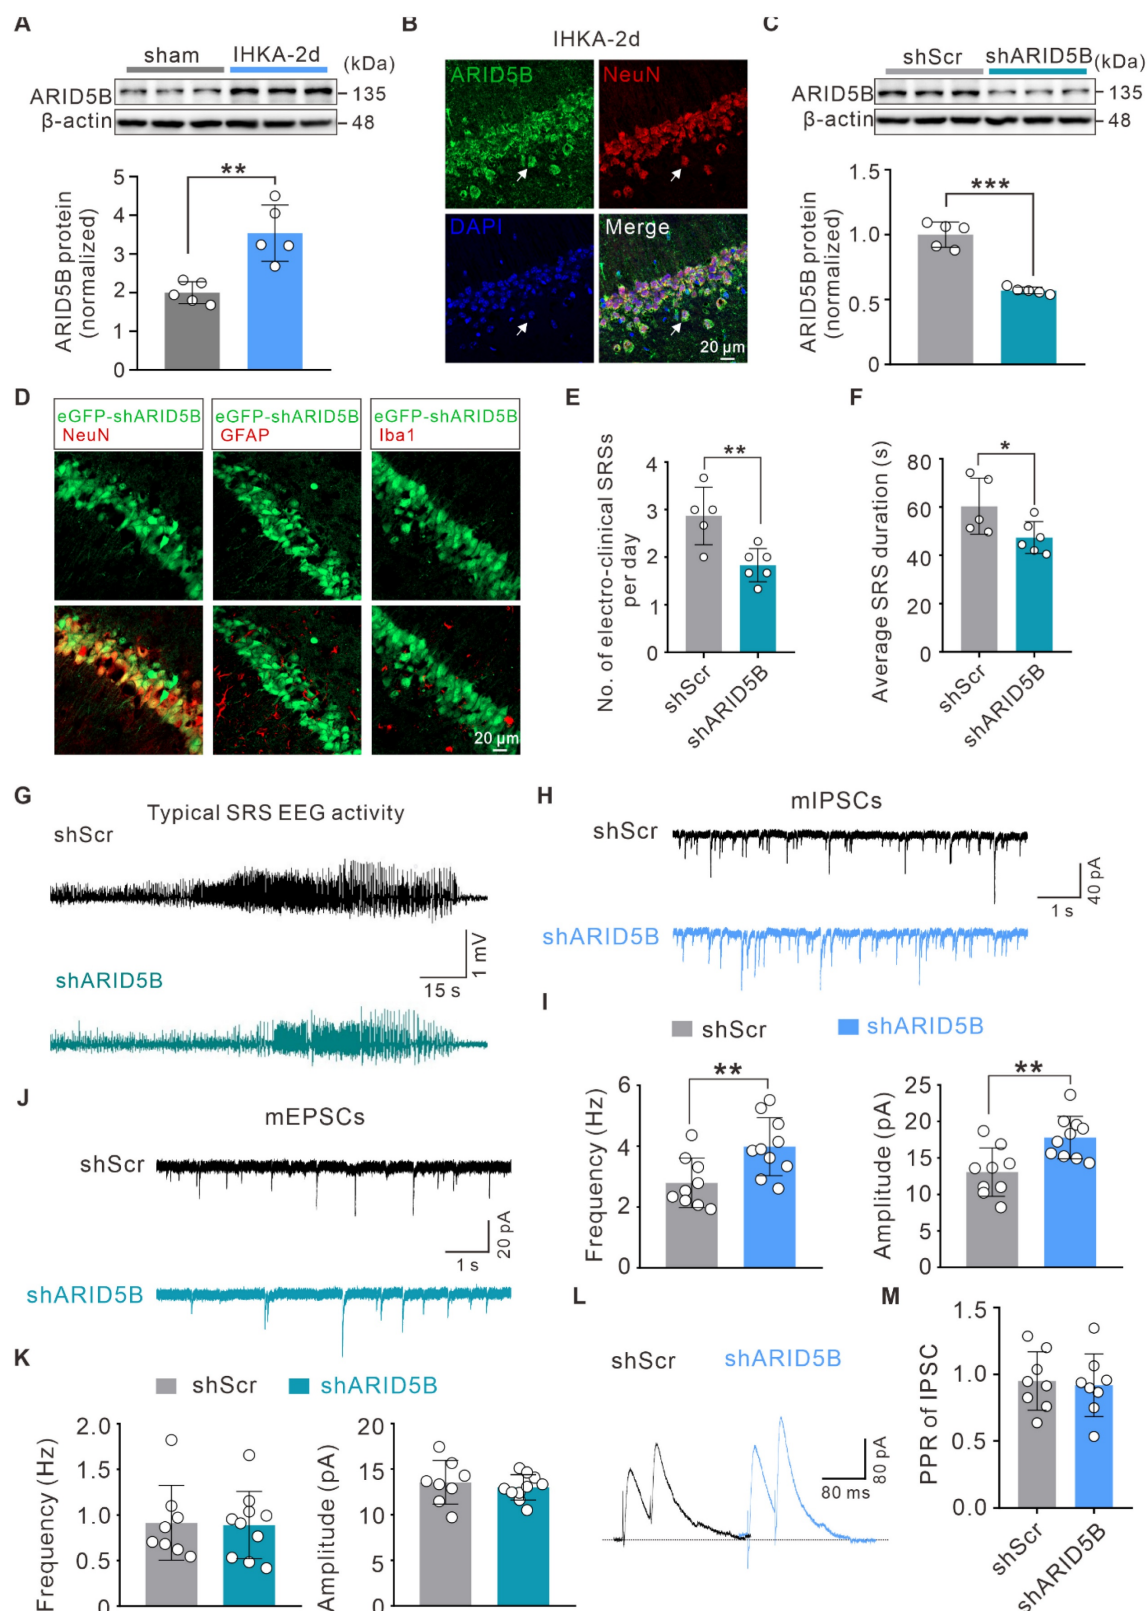 A
sham
IHKA-2d
(kDa)
ARID5B
135
β-actin
48
**
ARID5B protein
(normalized)
5
4
3
2
1
0
B
IHKA-2d
ARID5B
NeuN
DAPI
Merge
20 μm
C
shScr
shARID5B
(kDa)
ARID5B
135
β-actin
48
***
ARID5B protein
(normalized)
1.5
1.0
0.5
0
D
eGFP-shARID5B
NeuN
eGFP-shARID5B
GFAP
eGFP-shARID5B
Iba1
20 μm
E
No. of electro-clinical SRSs
per day
4
3
2
1
0
**
shScr
shARID5B
F
Average SRS duration (s)
80
60
40
20
0
*
shScr
shARID5B
G
Typical SRS EEG activity
shScr
1 mV
15 s
shARID5B
H
mIPSCs
shScr
40 pA
1 s
shARID5B
I
shScr
shARID5B
Frequency (Hz)
6
4
2
0
**
Amplitude (pA)
25
20
15
10
5
0
**
J
mEPSCs
shScr
20 pA
1 s
shARID5B
K
shScr
shARID5B
Frequency (Hz)
2.0
1.5
1.0
0.5
0
Amplitude (pA)
20
15
10
5
0
L
shScr
shARID5B
80 pA
80 ms
M
PPR of IPSC
1.5
1.0
0.5
0.0
shScr
shARID5B